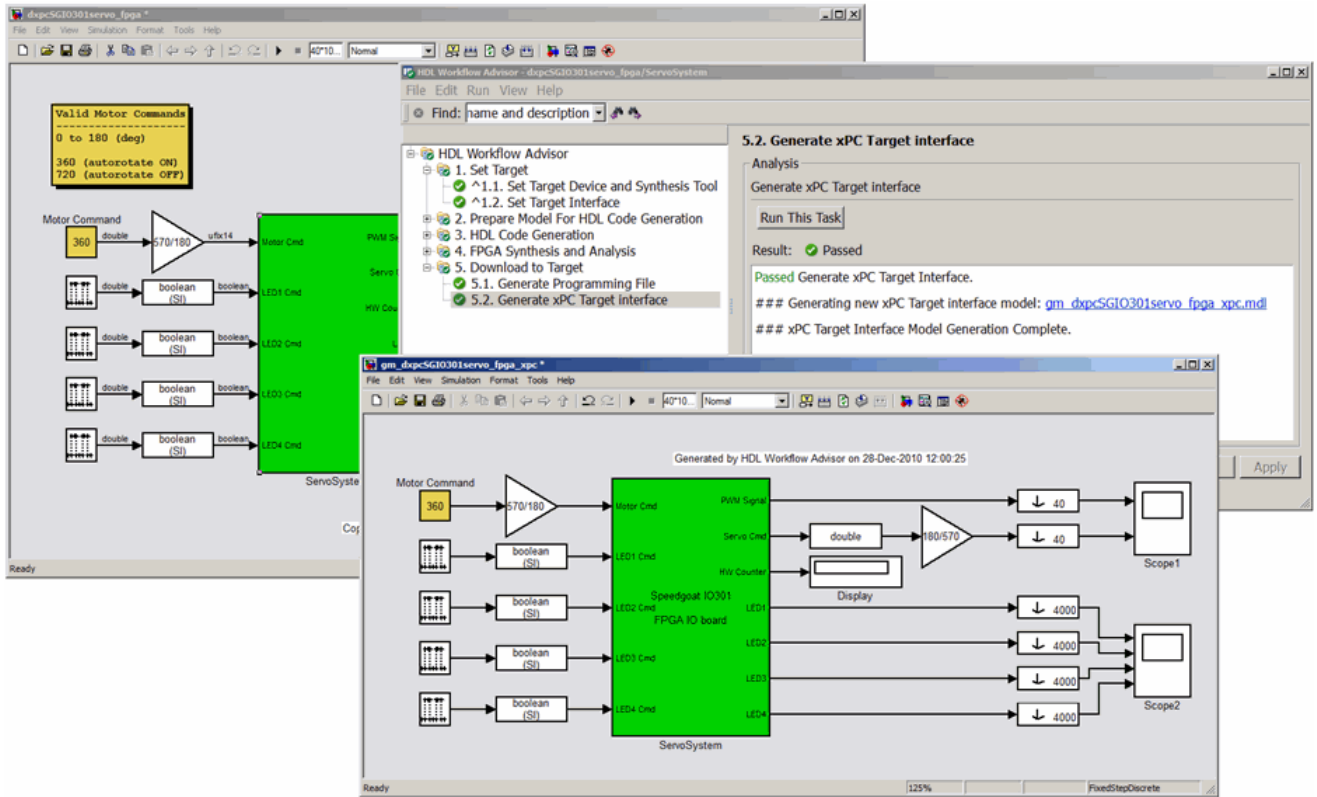 dxpcSGIO301servo_fpga *
File Edit View Simulation Format Tools Help
40*10... Normal
Valid Motor Commands
--------------------
0 to 180 (deg)
360 (autorotate ON)
720 (autorotate OFF)
Motor Command
360
double
570/180
ufix14
Motor Cmd
PWM
double
boolean
(SI)
boolean
LED1 Cmd
Servo
HW Cou
double
boolean
(SI)
boolean
LED2 Cmd
double
boolean
(SI)
boolean
LED3 Cmd
double
boolean
(SI)
boolean
LED4 Cmd
ServoSyste
Cop
Ready
HDL Workflow Advisor - dxpcSGIO301servo_fpga/ServoSystem
File Edit Run View Help
Find: name and description
HDL Workflow Advisor
1. Set Target
^1.1. Set Target Device and Synthesis Tool
^1.2. Set Target Interface
2. Prepare Model For HDL Code Generation
3. HDL Code Generation
4. FPGA Synthesis and Analysis
5. Download to Target
5.1. Generate Programming File
5.2. Generate xPC Target interface
5.2. Generate xPC Target interface
Analysis
Generate xPC Target interface
Run This Task
Result: Passed
Passed Generate xPC Target Interface.
### Generating new xPC Target interface model: gm_dxpcSGIO301servo_fpga_xpc.mdl
### xPC Target Interface Model Generation Complete.
Apply
gm_dxpcSGIO301servo_fpga_xpc *
File Edit View Simulation Format Tools Help
40*10... Normal
Generated by HDL Workflow Advisor on 28-Dec-2010 12:00:25
Motor Command
360
570/180
Motor Cmd
PWM Signal
40
boolean
(SI)
LED1 Cmd
Servo Cmd
double
180/570
40
Scope1
HW Counter
Display
boolean
(SI)
LED2 Cmd
Speedgoat IO301
FPGA IO board
LED1
4000
LED2
4000
boolean
(SI)
LED3 Cmd
LED3
4000
boolean
(SI)
LED4 Cmd
LED4
4000
Scope2
ServoSystem
Ready
125%
FixedStepDiscrete